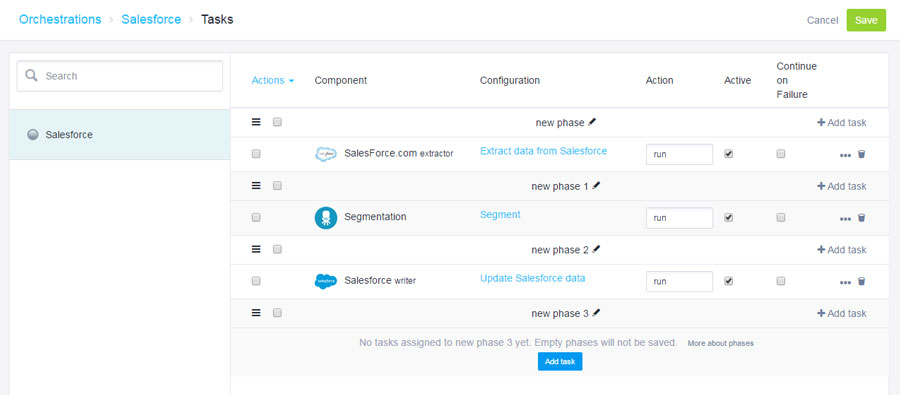 Orchestrations › Salesforce › Tasks
Cancel Save
Search
Salesforce
Actions Component Configuration Action Active Continue on Failure
new phase + Add task
SalesForce.com extractor Extract data from Salesforce run
new phase 1 + Add task
Segmentation Segment run
new phase 2 + Add task
Salesforce writer Update Salesforce data run
new phase 3 + Add task
No tasks assigned to new phase 3 yet. Empty phases will not be saved. More about phases
Add task